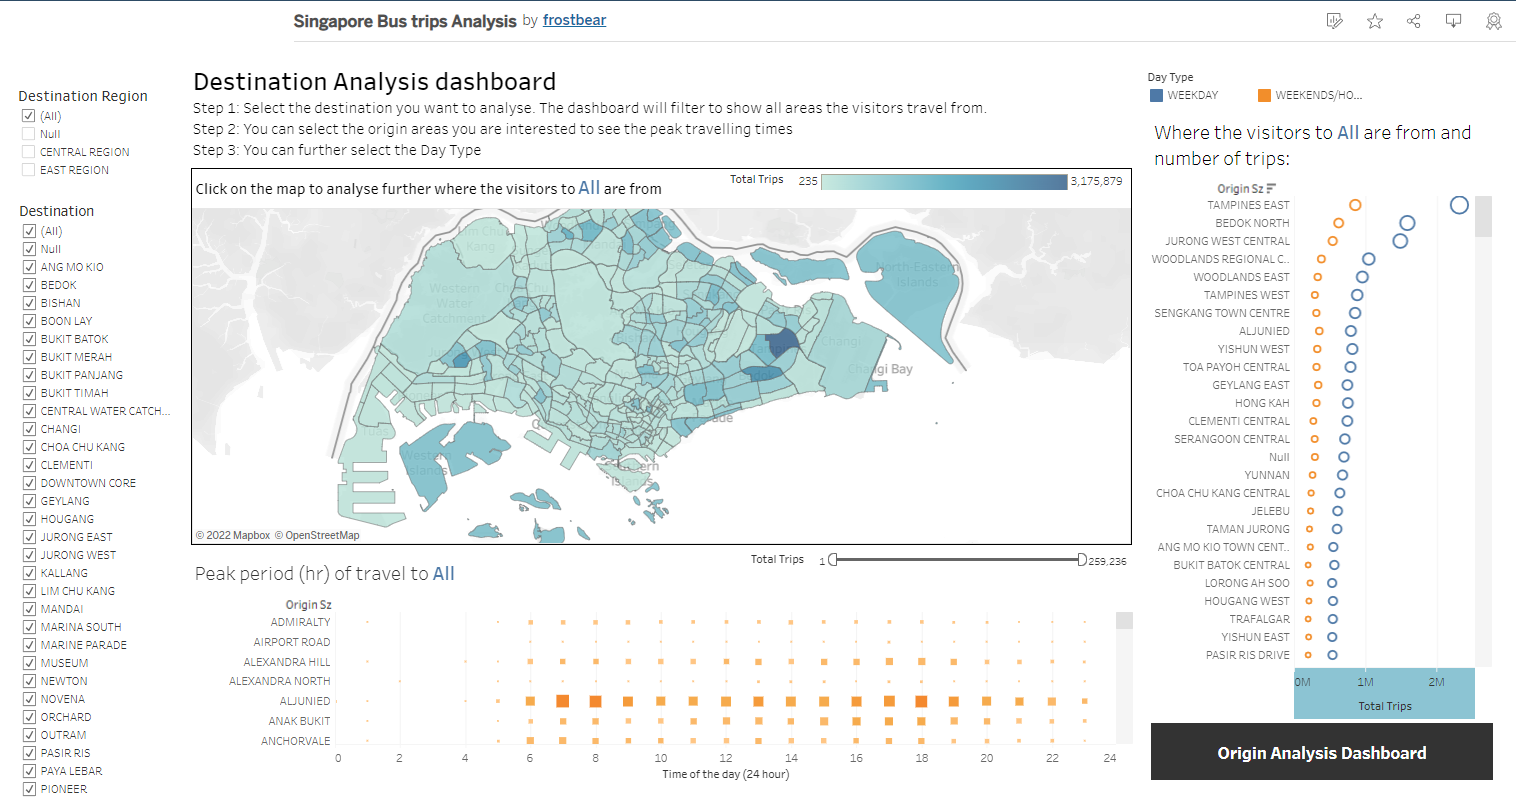 Singapore Bus trips Analysis by frostbear
Destination Region
(All)
Null
CENTRAL REGION
EAST REGION
Destination
(All)
Null
ANG MO KIO
BEDOK
BISHAN
BOON LAY
BUKIT BATOK
BUKIT MERAH
BUKIT PANJANG
BUKIT TIMAH
CENTRAL WATER CATCH...
CHANGI
CHOA CHU KANG
CLEMENTI
DOWNTOWN CORE
GEYLANG
HOUGANG
JURONG EAST
JURONG WEST
KALLANG
LIM CHU KANG
MANDAI
MARINA SOUTH
MARINE PARADE
MUSEUM
NEWTON
NOVENA
ORCHARD
OUTRAM
PASIR RIS
PAYA LEBAR
PIONEER
Destination Analysis dashboard
Step 1: Select the destination you want to analyse. The dashboard will filter to show all areas the visitors travel from.
Step 2: You can select the origin areas you are interested to see the peak travelling times
Step 3: You can further select the Day Type
Click on the map to analyse further where the visitors to All are from
Total Trips 235 3,175,879
Lim Chu
Kang
North-Eastern
Islands
Western
Water
Catchment
Changi
Changi Bay
Western
Islands
Tuas
Islands
© 2022 Mapbox © OpenStreetMap
Total Trips 1 259,236
Peak period (hr) of travel to All
Origin Sz
ADMIRALTY
AIRPORT ROAD
ALEXANDRA HILL
ALEXANDRA NORTH
ALJUNIED
ANAK BUKIT
ANCHORVALE
0 2 4 6 8 10 12 14 16 18 20 22 24
Time of the day (24 hour)
Day Type
WEEKDAY WEEKENDS/HO...
Where the visitors to All are from and
number of trips:
Origin Sz
TAMPINES EAST
BEDOK NORTH
JURONG WEST CENTRAL
WOODLANDS REGIONAL C..
WOODLANDS EAST
TAMPINES WEST
SENGKANG TOWN CENTRE
ALJUNIED
YISHUN WEST
TOA PAYOH CENTRAL
GEYLANG EAST
HONG KAH
CLEMENTI CENTRAL
SERANGOON CENTRAL
Null
YUNNAN
CHOA CHU KANG CENTRAL
JELEBU
TAMAN JURONG
ANG MO KIO TOWN CENT..
BUKIT BATOK CENTRAL
LORONG AH SOO
HOUGANG WEST
TRAFALGAR
YISHUN EAST
PASIR RIS DRIVE
0M 1M 2M
Total Trips
Origin Analysis Dashboard